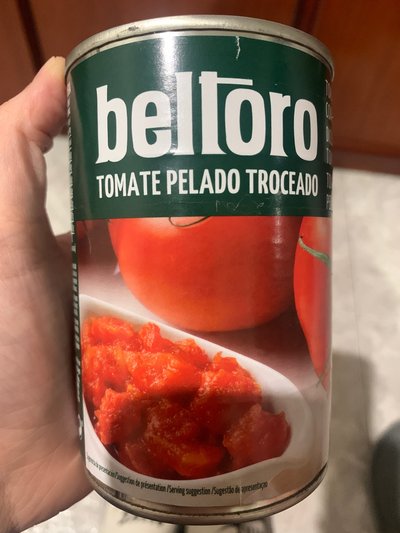 beltoro
TOMATE PELADO TROCEADO
/Suggestion de présentation /Serving suggestion /Sugestão de apresentação